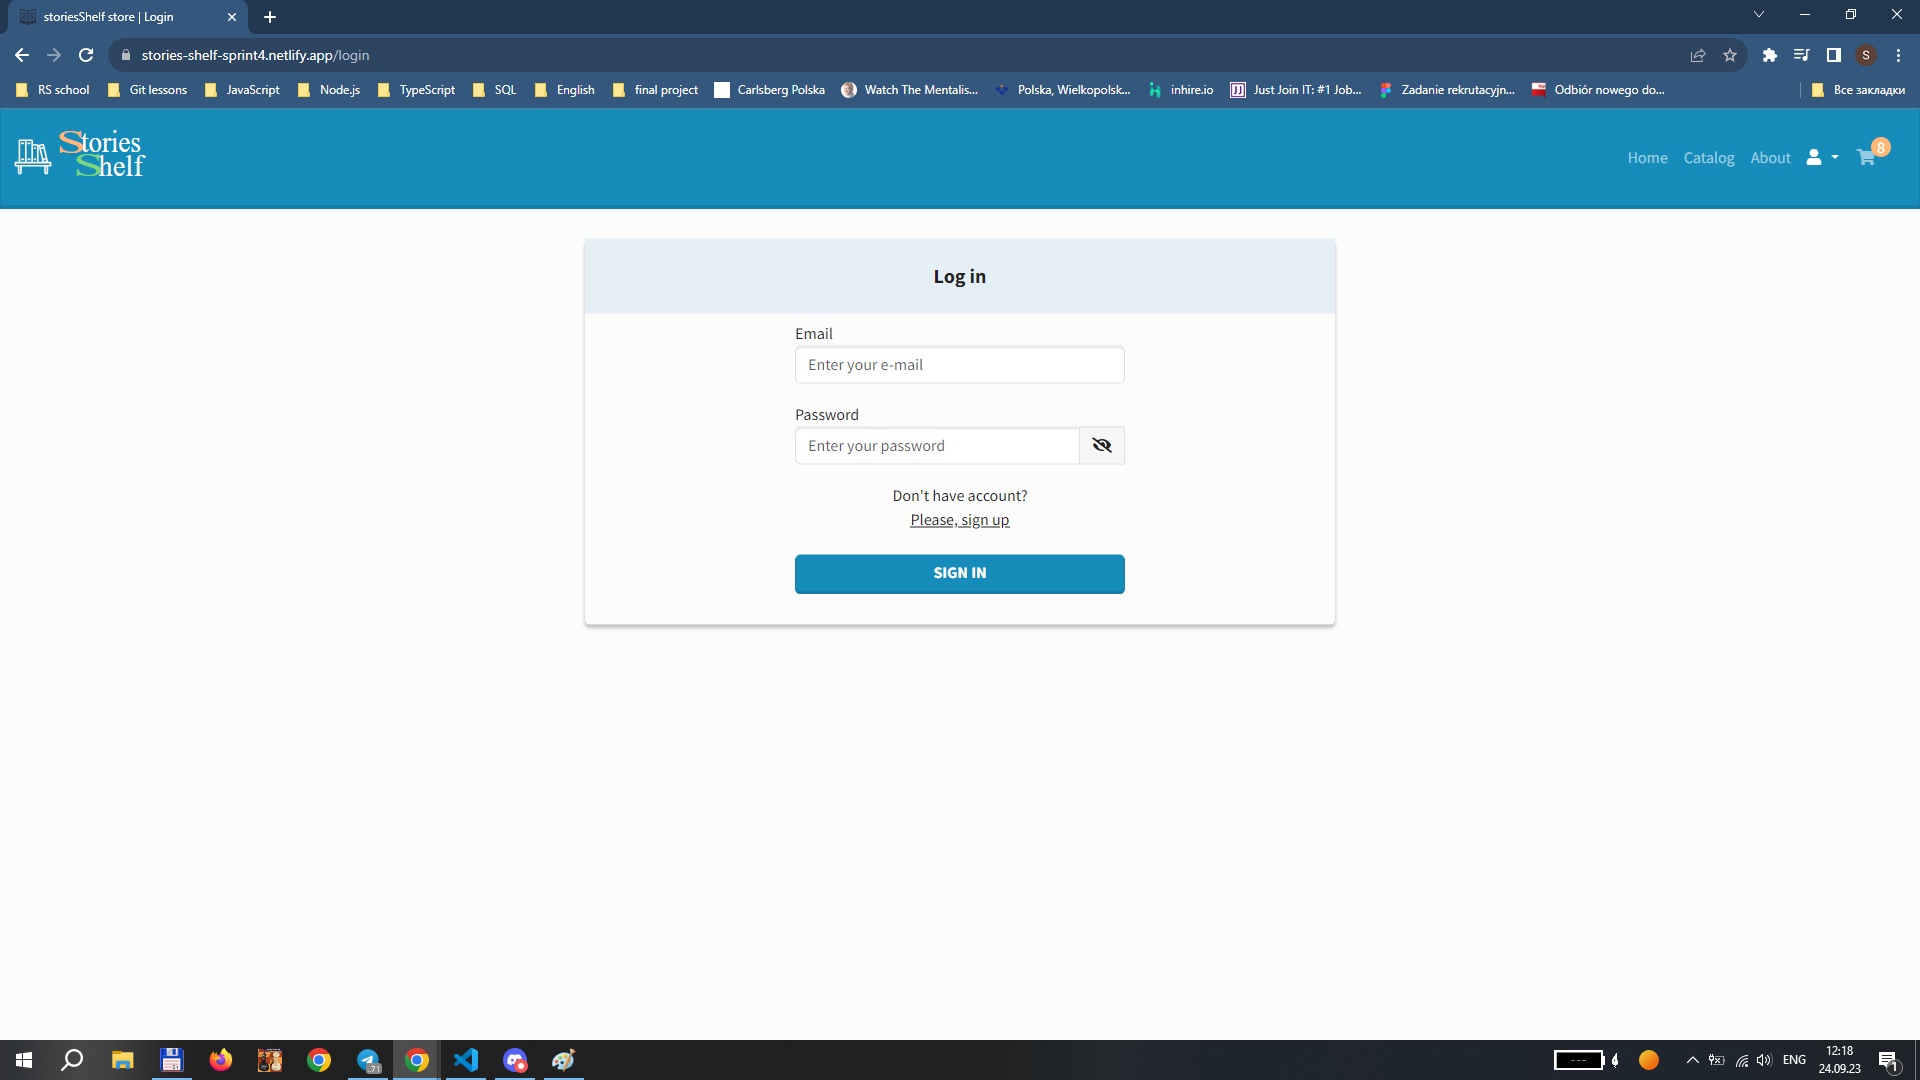 storiesShelf store | Login
stories-shelf-sprint4.netlify.app/login
S
RS school
Git lessons
JavaScript
Node.js
TypeScript
SQL
English
final project
Carlsberg Polska
Watch The Mentalis...
Polska, Wielkopolsk...
inhire.io
Just Join IT: #1 Job...
Zadanie rekrutacyjn...
Odbiór nowego do...
Все закладки
Stories
Shelf
Home
Catalog
About
8
Log in
Email
Enter your e-mail
Password
Enter your password
Don't have account?
Please, sign up
SIGN IN
71
---
ENG
12:18
24.09.23
1